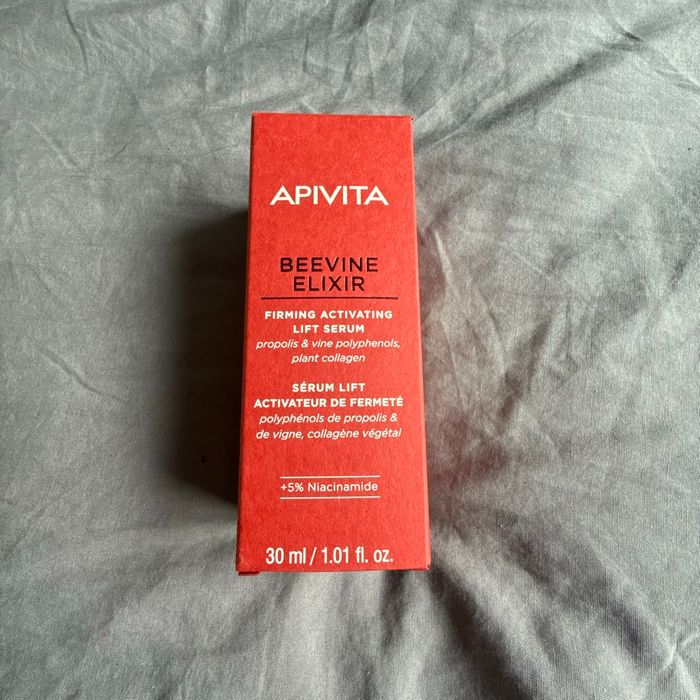 APIVITA
BEEVINE
ELIXIR
FIRMING ACTIVATING
LIFT SERUM
propolis & vine polyphenols,
plant collagen
SÉRUM LIFT
ACTIVATEUR DE FERMETÉ
polyphénols de propolis &
de vigne, collagène végétal
+5% Niacinamide
30 ml / 1.01 fl. oz.